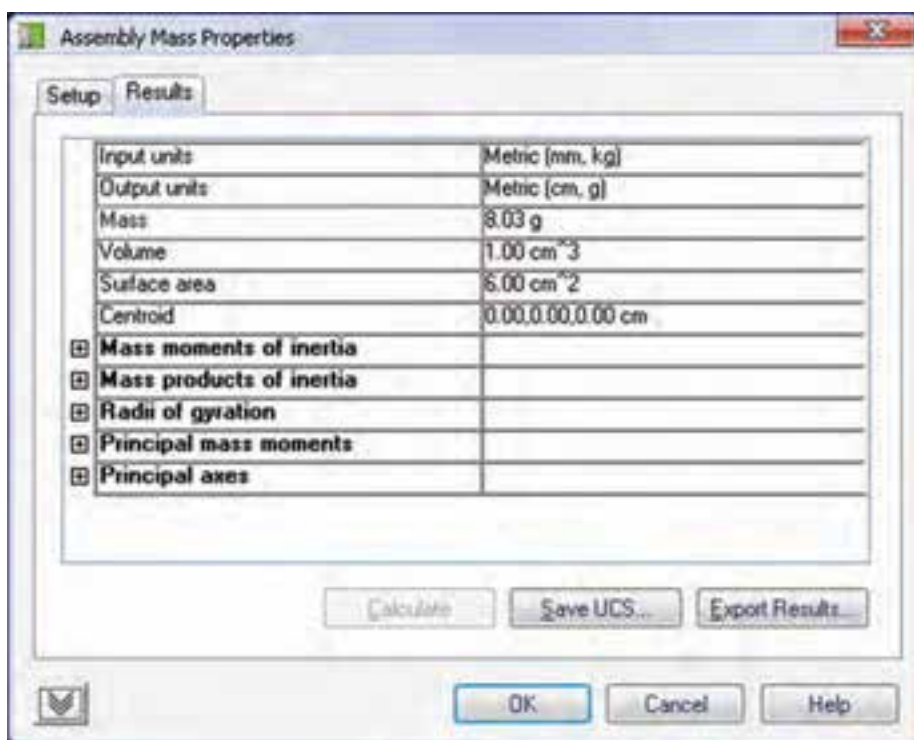 Assembly Mass Properties
Setup Results
Input units Metric (mm, kg)
Output units Metric (cm, g)
Mass 8.03 g
Volume 1.00 cm^3
Surface area 6.00 cm^2
Centroid 0.00,0.00,0.00 cm
Mass moments of inertia
Mass products of inertia
Radii of gyration
Principal mass moments
Principal axes
Calculate Save UCS... Export Results...
OK Cancel Help